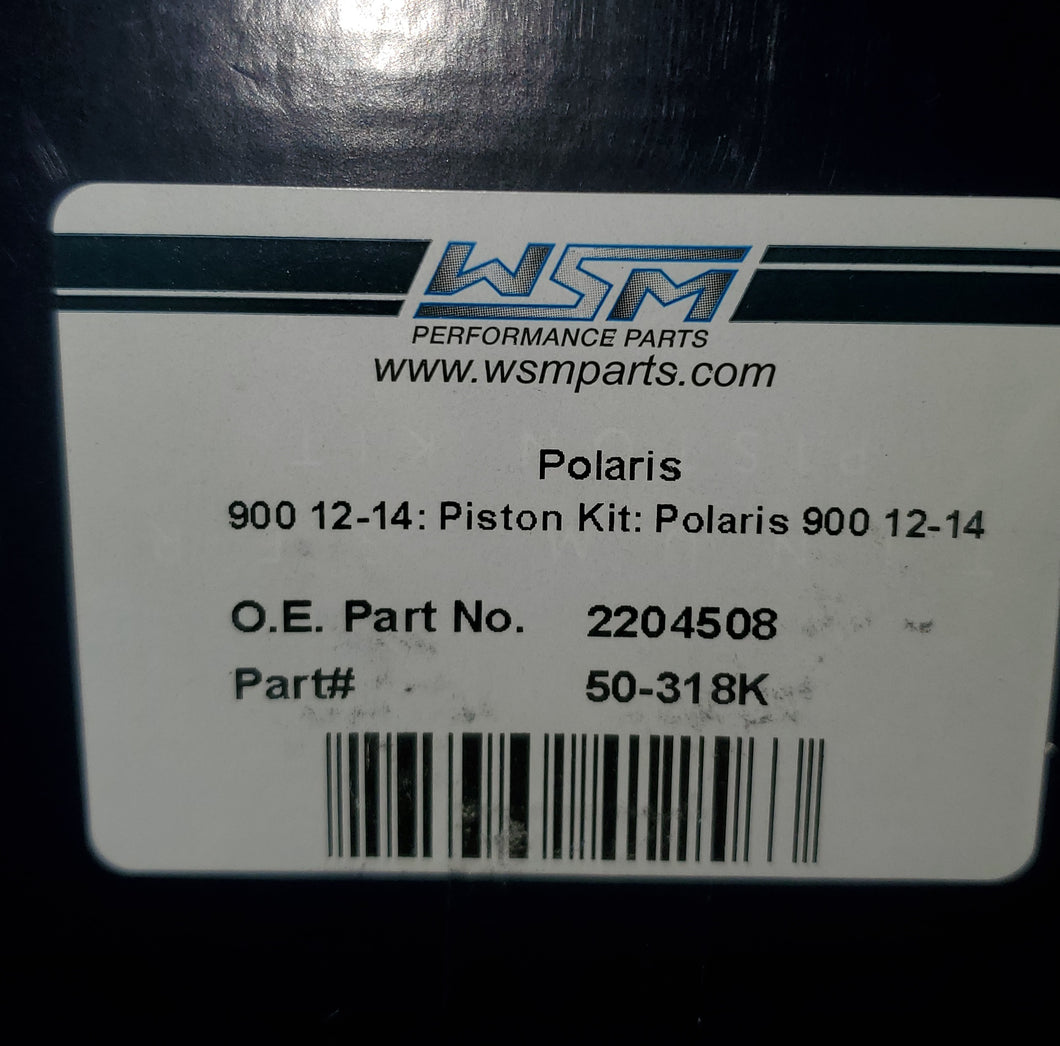 WSM
PERFORMANCE PARTS
www.wsmparts.com
Polaris
900 12-14: Piston Kit: Polaris 900 12-14
O.E. Part No. 2204508
Part# 50-318K